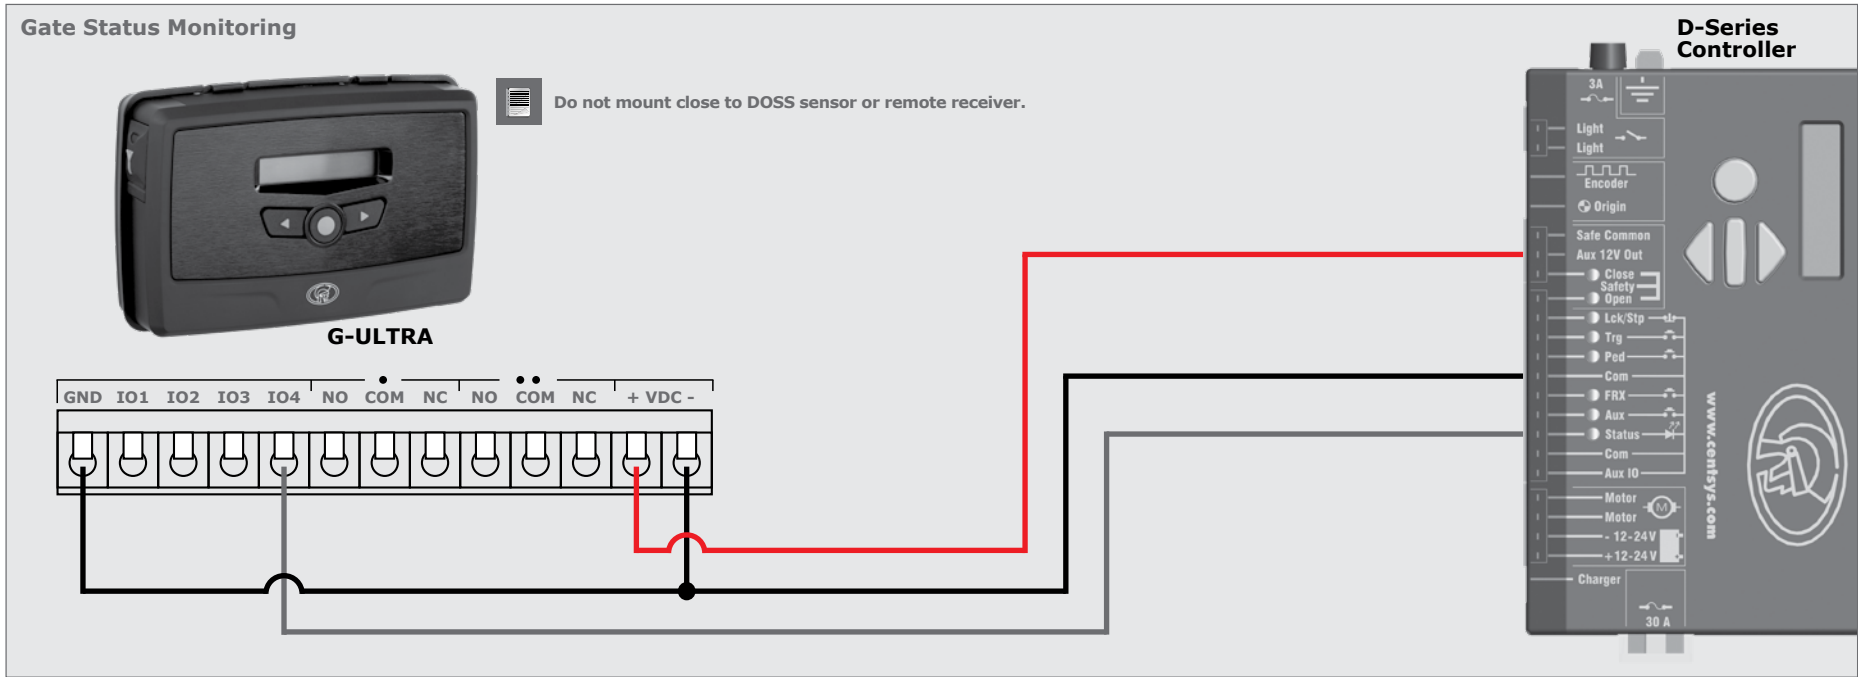 Gate Status Monitoring
D-Series
Controller
Do not mount close to DOSS sensor or remote receiver.
G-ULTRA
GND IO1 IO2 IO3 IO4 NO COM NC NO COM NC + VDC -
3A
Light
Light
Encoder
Origin
Safe Common
Aux 12V Out
Close
Safety
Open
Lck/Stp
Trg
Ped
Com
FRX
Aux
Status
Com
Aux IO
Motor
Motor
M
- 12-24V
+12-24V
Charger
30 A
www.centsys.com